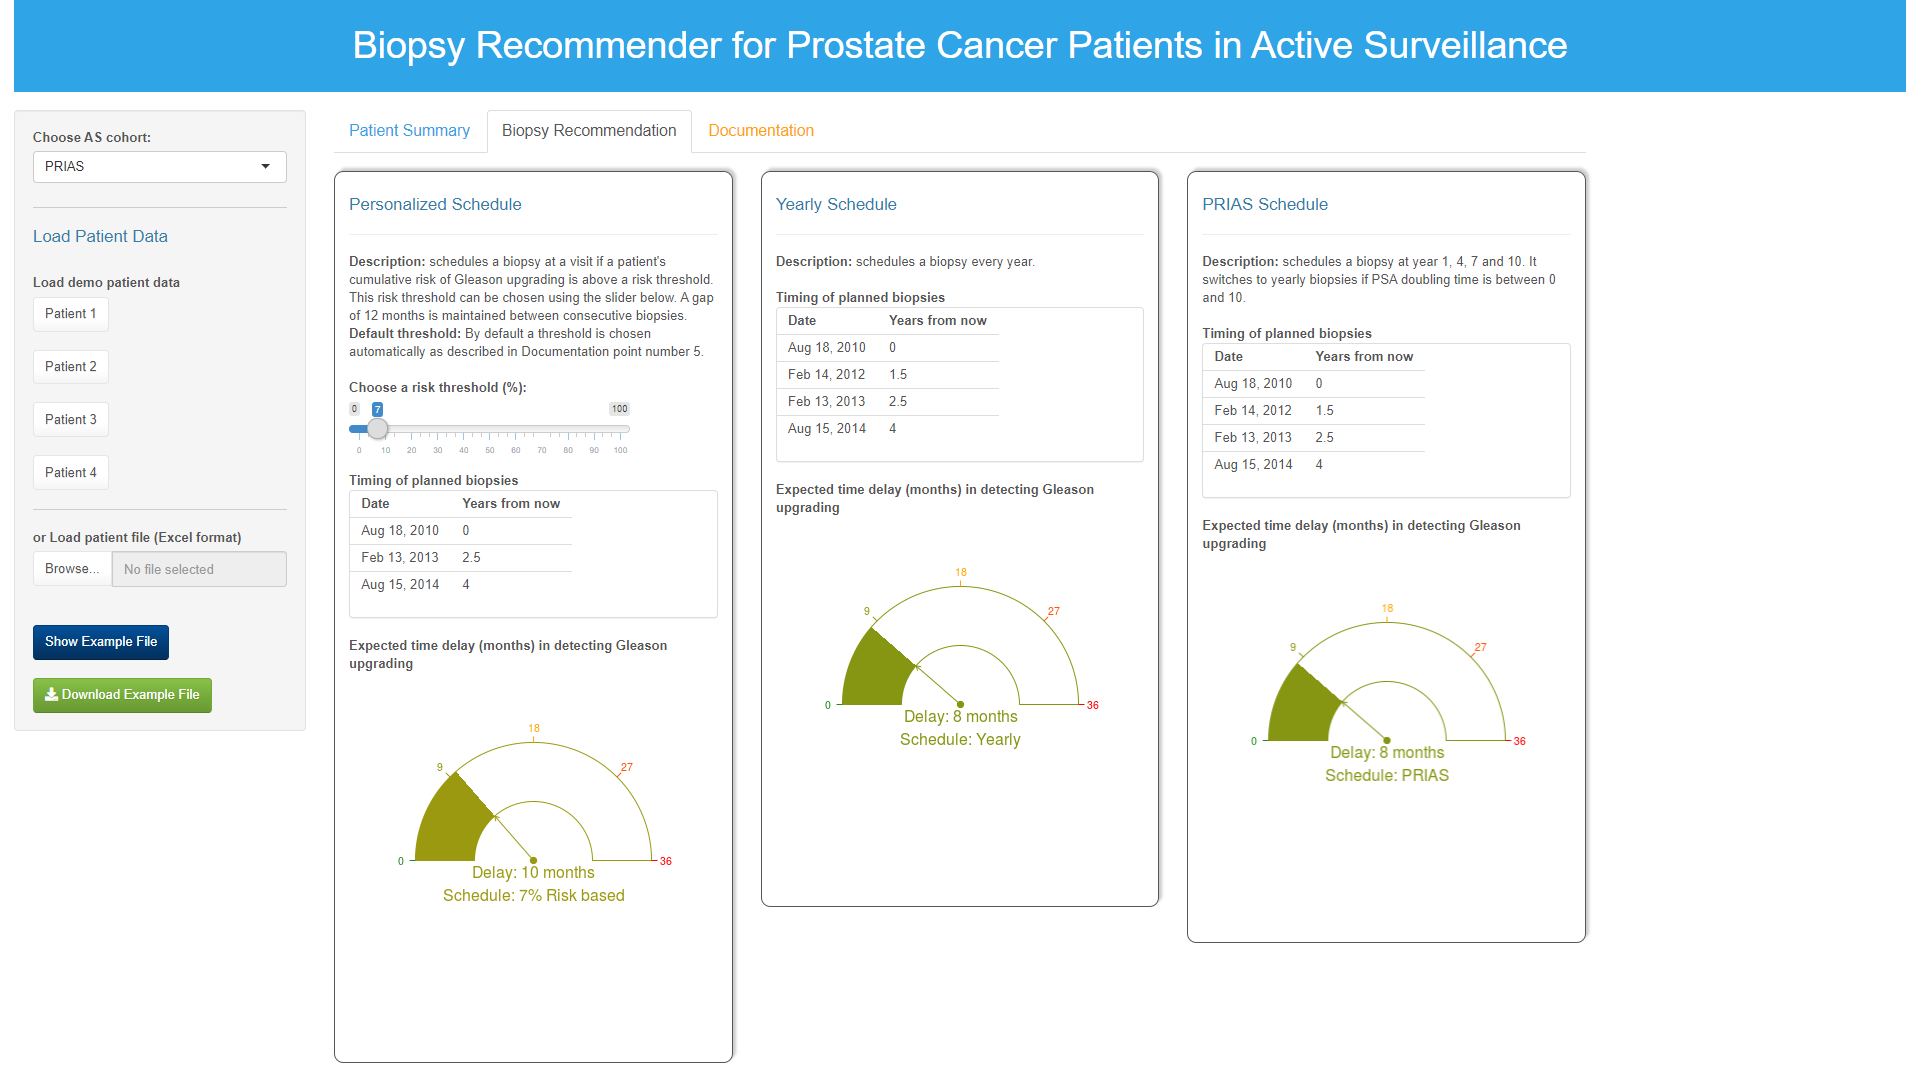 Biopsy Recommender for Prostate Cancer Patients in Active Surveillance
Choose AS cohort:
PRIAS
Load Patient Data
Load demo patient data
Patient 1
Patient 2
Patient 3
Patient 4
or Load patient file (Excel format)
Browse... No file selected
Show Example File
Download Example File
Patient Summary Biopsy Recommendation Documentation
Personalized Schedule
Description: schedules a biopsy at a visit if a patient's
cumulative risk of Gleason upgrading is above a risk threshold.
This risk threshold can be chosen using the slider below. A gap
of 12 months is maintained between consecutive biopsies.
Default threshold: By default a threshold is chosen
automatically as described in Documentation point number 5.
Choose a risk threshold (%):
0 7 100
0 10 20 30 40 50 60 70 80 90 100
Timing of planned biopsies
Date Years from now
Aug 18, 2010 0
Feb 13, 2013 2.5
Aug 15, 2014 4
Expected time delay (months) in detecting Gleason
upgrading
18
9 27
0 36
Delay: 10 months
Schedule: 7% Risk based
Yearly Schedule
Description: schedules a biopsy every year.
Timing of planned biopsies
Date Years from now
Aug 18, 2010 0
Feb 14, 2012 1.5
Feb 13, 2013 2.5
Aug 15, 2014 4
Expected time delay (months) in detecting Gleason
upgrading
18
9 27
0 36
Delay: 8 months
Schedule: Yearly
PRIAS Schedule
Description: schedules a biopsy at year 1, 4, 7 and 10. It
switches to yearly biopsies if PSA doubling time is between 0
and 10.
Timing of planned biopsies
Date Years from now
Aug 18, 2010 0
Feb 14, 2012 1.5
Feb 13, 2013 2.5
Aug 15, 2014 4
Expected time delay (months) in detecting Gleason
upgrading
18
9 27
0 36
Delay: 8 months
Schedule: PRIAS